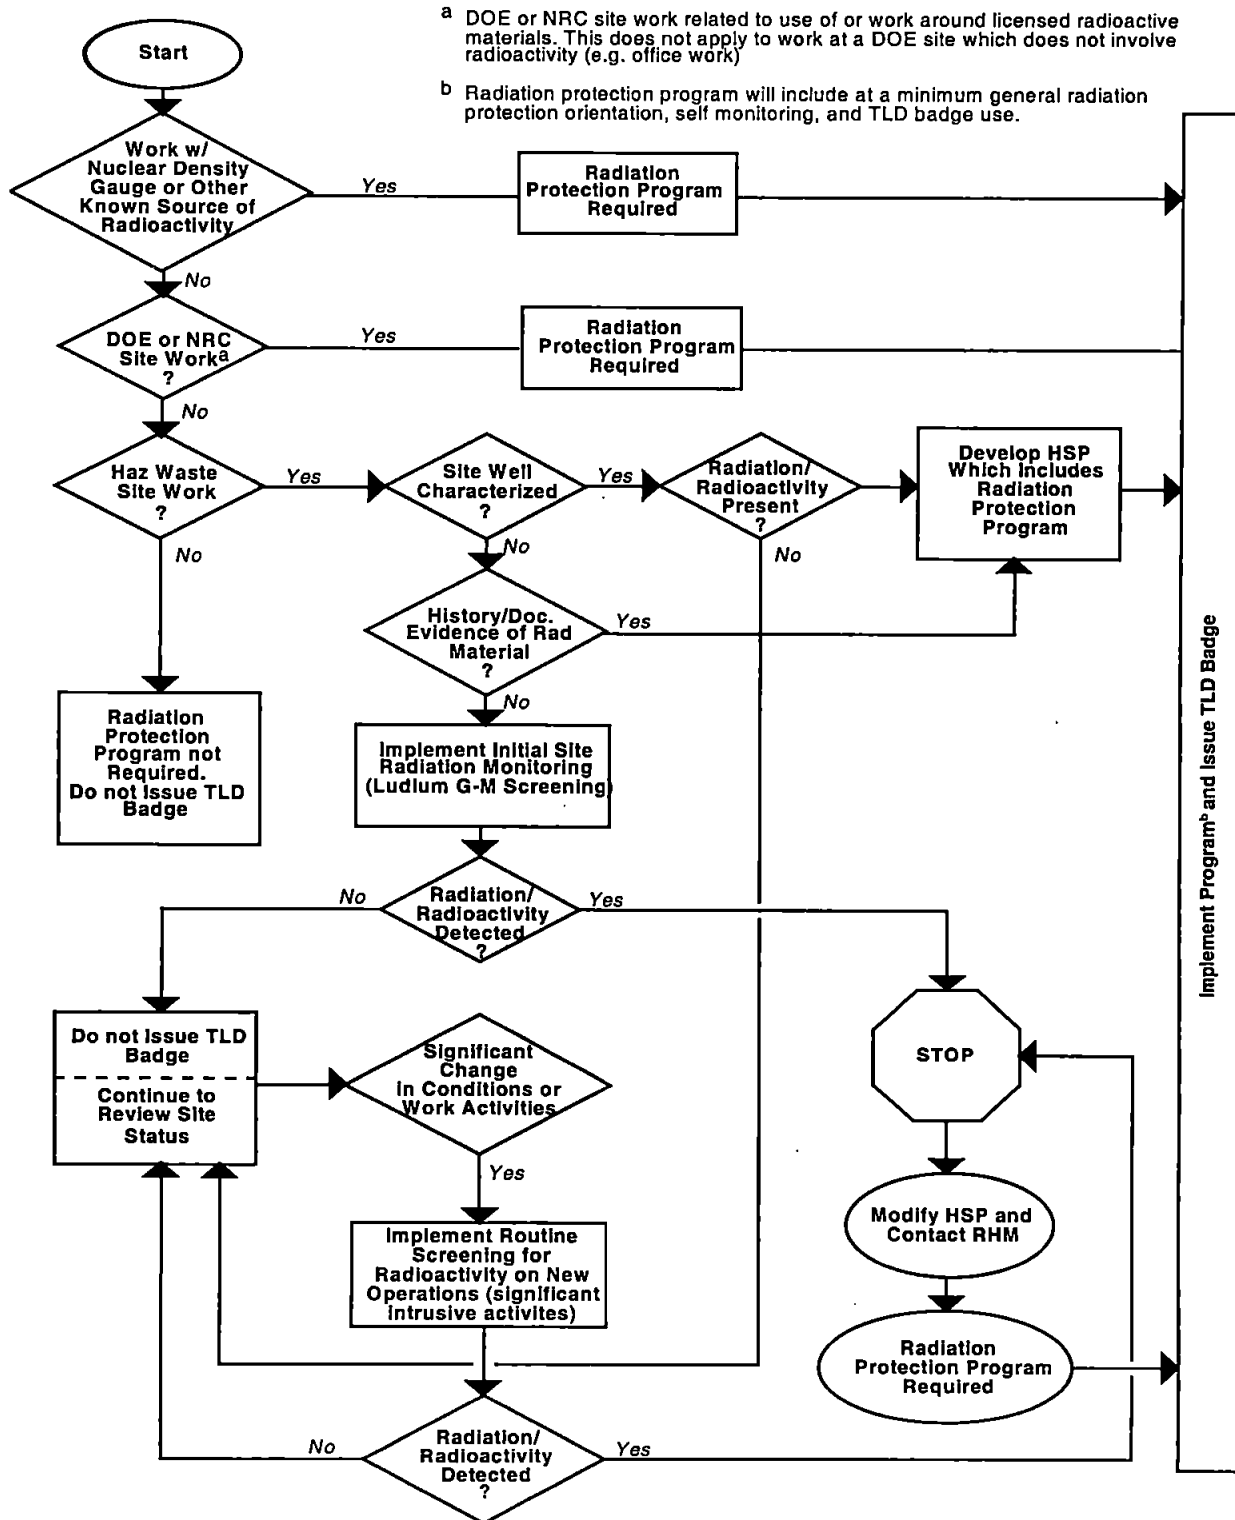 a DOE or NRC site work related to use of or work around licensed radioactive
materials. This does not apply to work at a DOE site which does not involve
radioactivity (e.g. office work)
b Radiation protection program will include at a minimum general radiation
protection orientation, self monitoring, and TLD badge use.
Start
Work w/
Nuclear Density
Gauge or Other
Known Source of
Radioactivity
Yes
Radiation
Protection Program
Required
No
DOE or NRC
Site Worka
?
Yes
Radiation
Protection Program
Required
No
Haz Waste
Site Work
?
Yes
Site Well
Characterized
?
Yes
Radiation/
Radioactivity
Present
?
Develop HSP
Which Includes
Radiation
Protection
Program
No
No
No
History/Doc.
Evidence of Rad
Material
?
Yes
No
Radiation
Protection
Program not
Required.
Do not Issue TLD
Badge
Implement Initial Site
Radiation Monitoring
(Ludlum G-M Screening)
Radiation/
Radioactivity
Detected
?
No
Yes
Do not Issue TLD
Badge
Continue to
Review Site
Status
Significant
Change
in Conditions or
Work Activities
Yes
STOP
Implement Routine
Screening for
Radioactivity on New
Operations (significant
intrusive activites)
Modify HSP and
Contact RHM
Radiation
Protection Program
Required
Radiation/
Radioactivity
Detected
?
No
Yes
Implement Programb and Issue TLD Badge